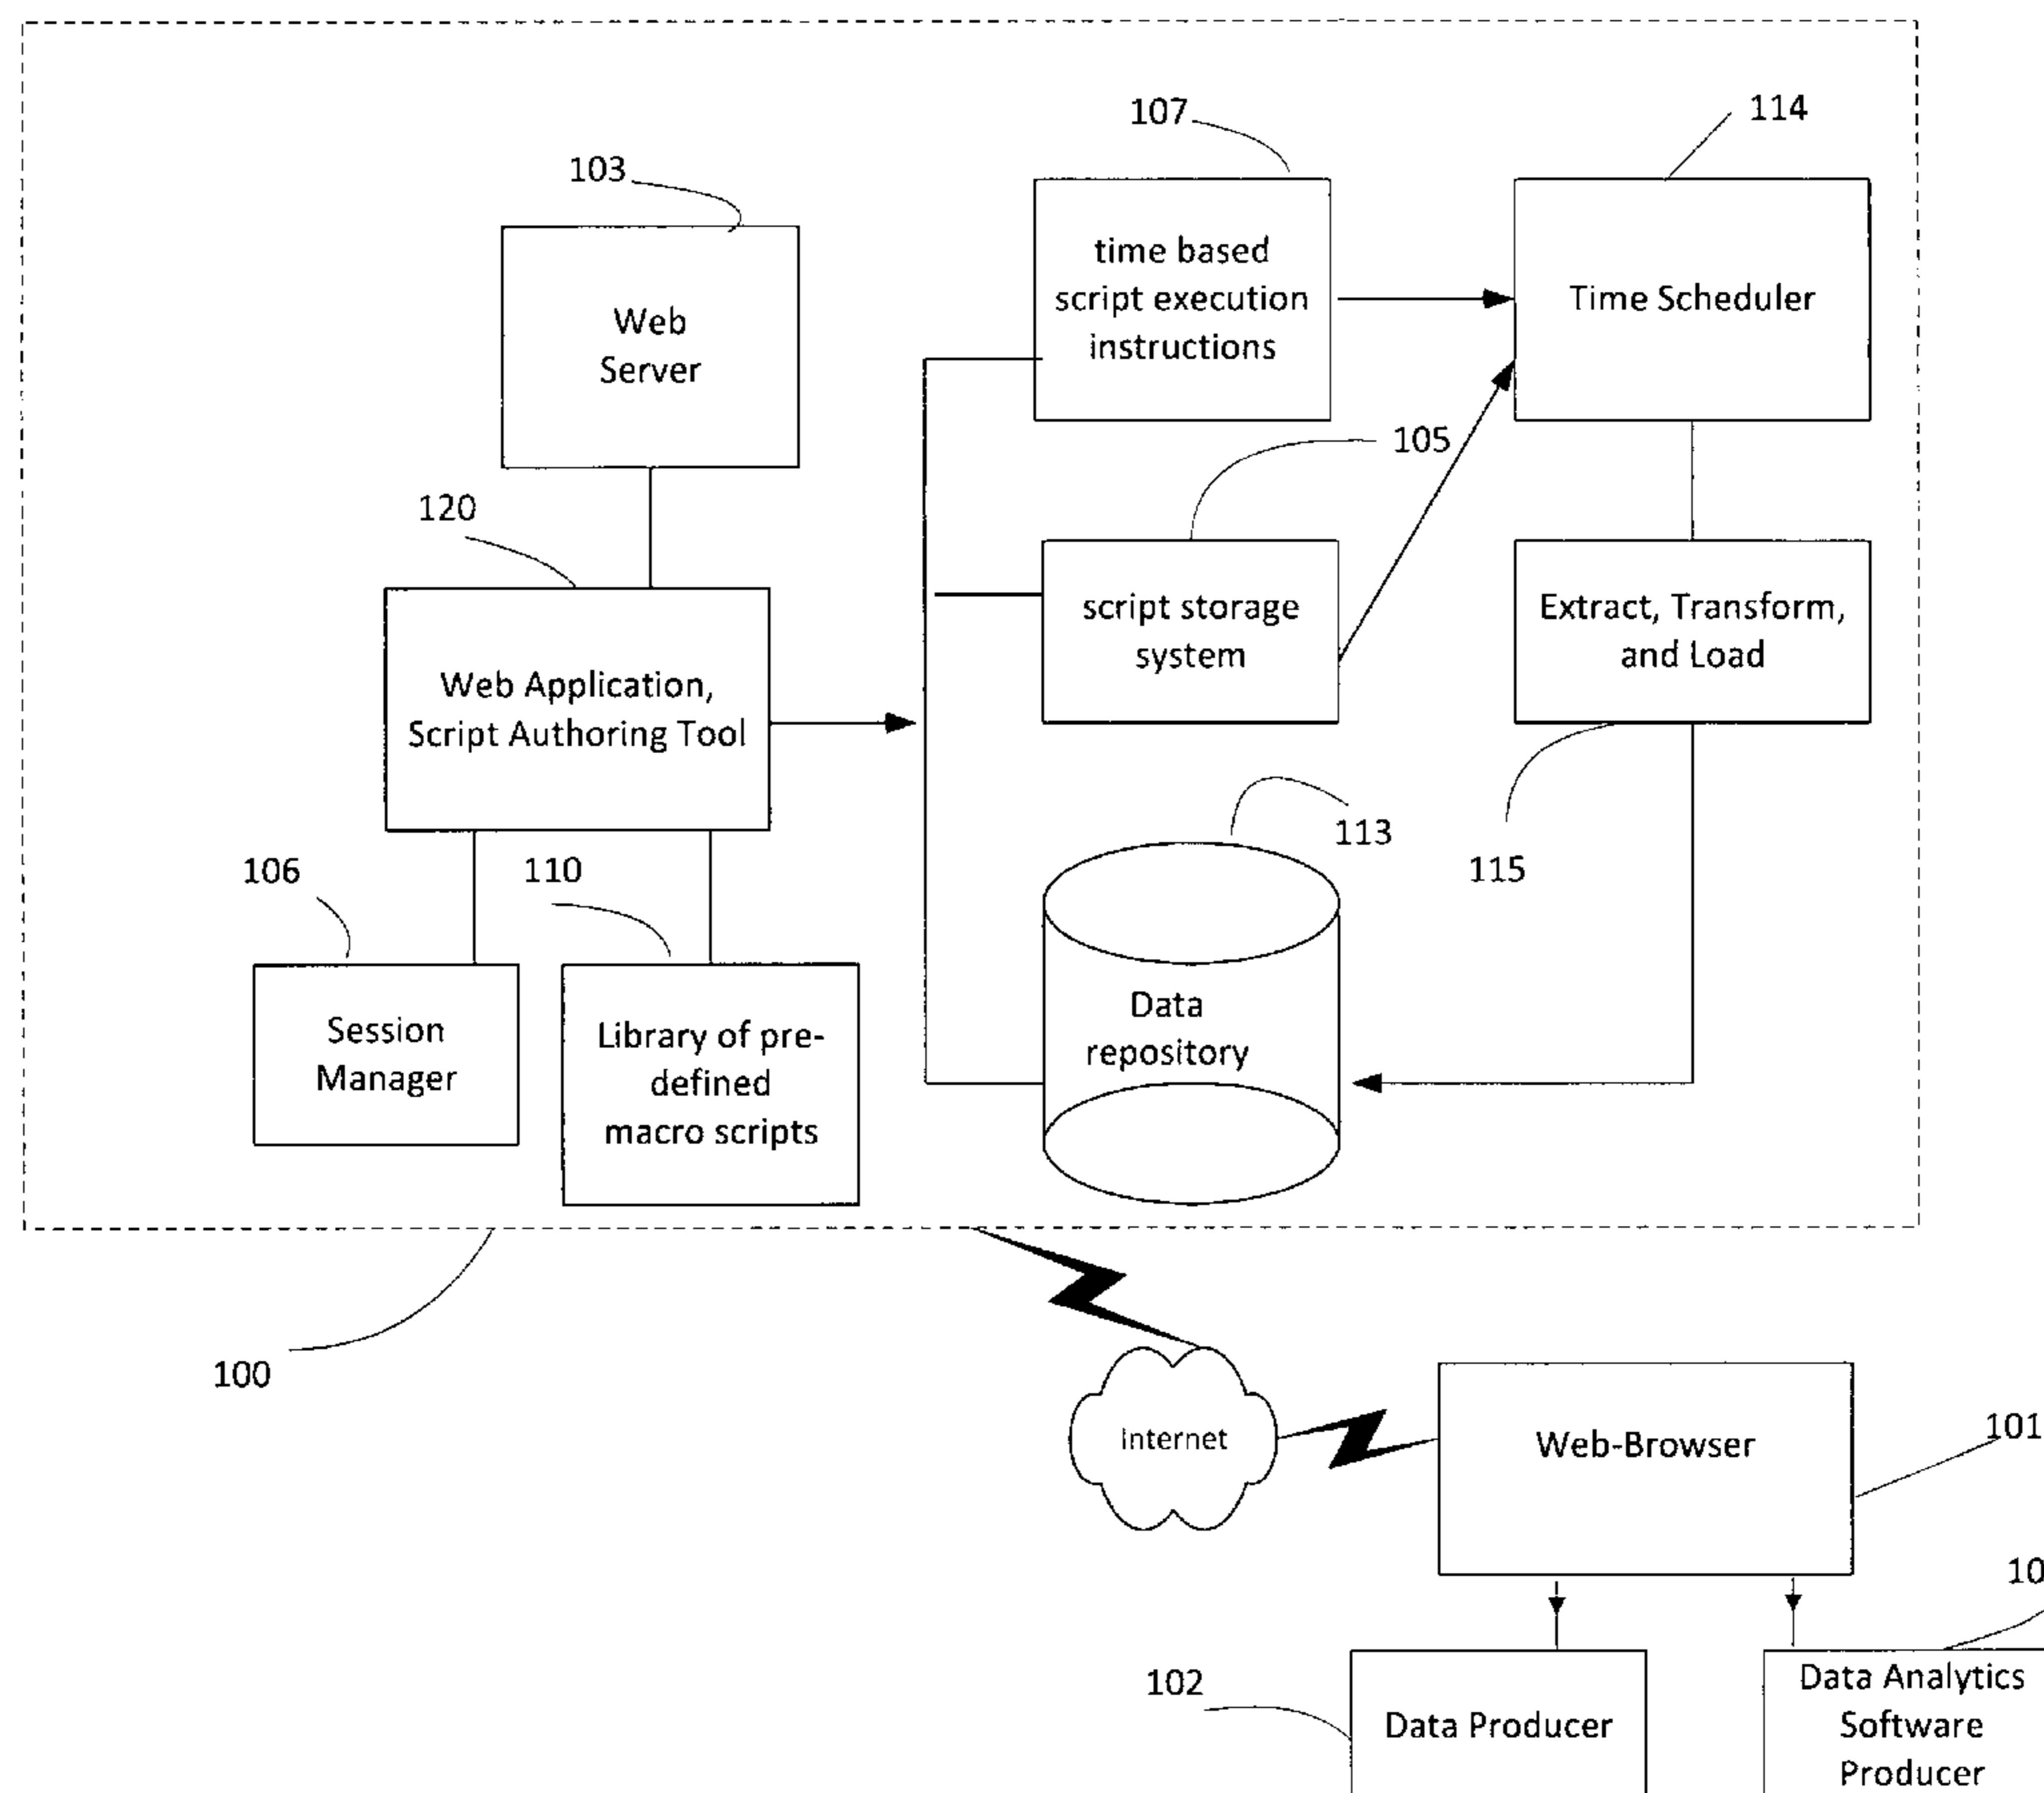 107
114
103
time based
script execution
instructions
Time Scheduler
Web
Server
105
120
script storage
system
Extract, Transform,
and Load
Web Application,
Script Authoring Tool
113
115
106
110
Data
repository
Session
Manager
Library of pre-
defined
macro scripts
100
Internet
Web-Browser
101
10
102
Data Producer
Data Analytics
Software
Producer